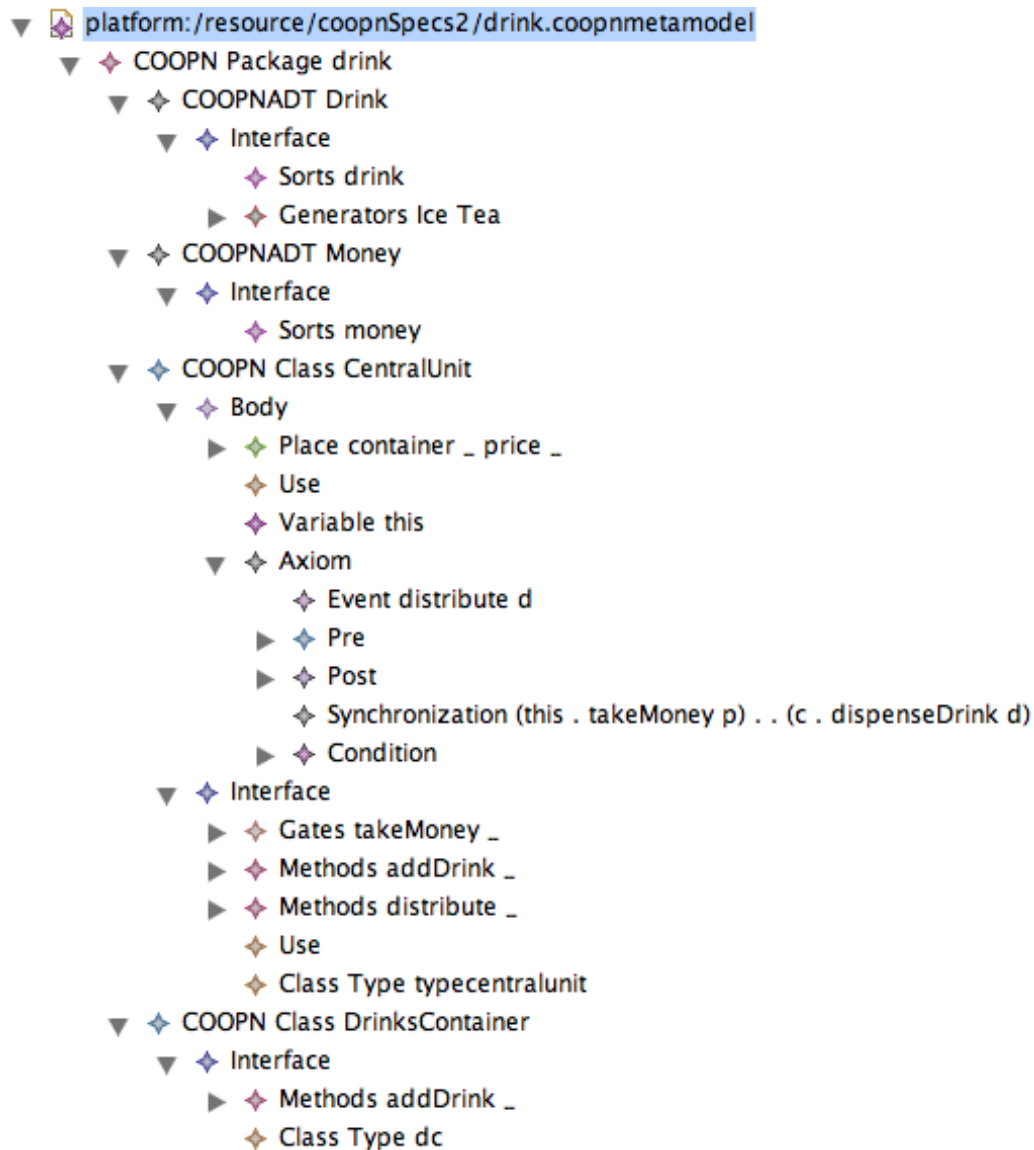 platform:/resource/coopnSpecs2/drink.coopnmetamodel
COOPN Package drink
COOPNADT Drink
Interface
Sorts drink
Generators Ice Tea
COOPNADT Money
Interface
Sorts money
COOPN Class CentralUnit
Body
Place container _ price _
Use
Variable this
Axiom
Event distribute d
Pre
Post
Synchronization (this . takeMoney p) . . (c . dispenseDrink d)
Condition
Interface
Gates takeMoney _
Methods addDrink _
Methods distribute _
Use
Class Type typecentralunit
COOPN Class DrinksContainer
Interface
Methods addDrink _
Class Type dc